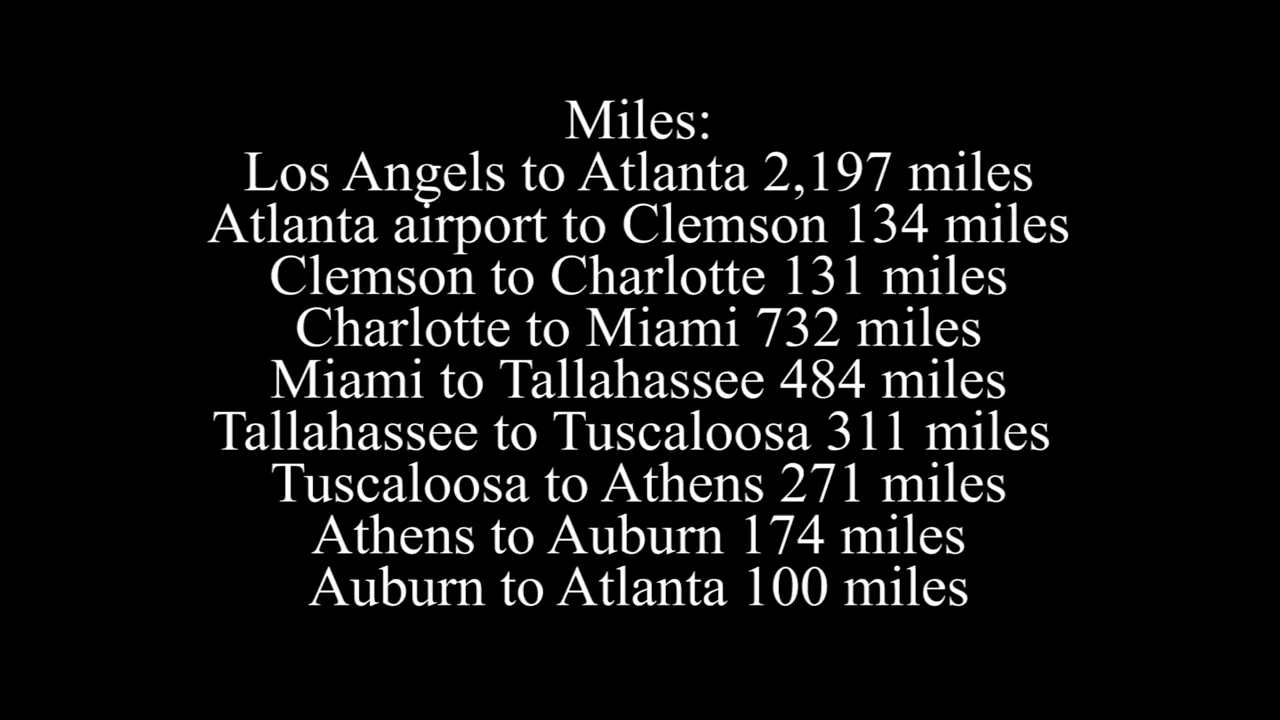 Miles:
Los Angels to Atlanta 2,197 miles
Atlanta airport to Clemson 134 miles
Clemson to Charlotte 131 miles
Charlotte to Miami 732 miles
Miami to Tallahassee 484 miles
Tallahassee to Tuscaloosa 311 miles
Tuscaloosa to Athens 271 miles
Athens to Auburn 174 miles
Auburn to Atlanta 100 miles